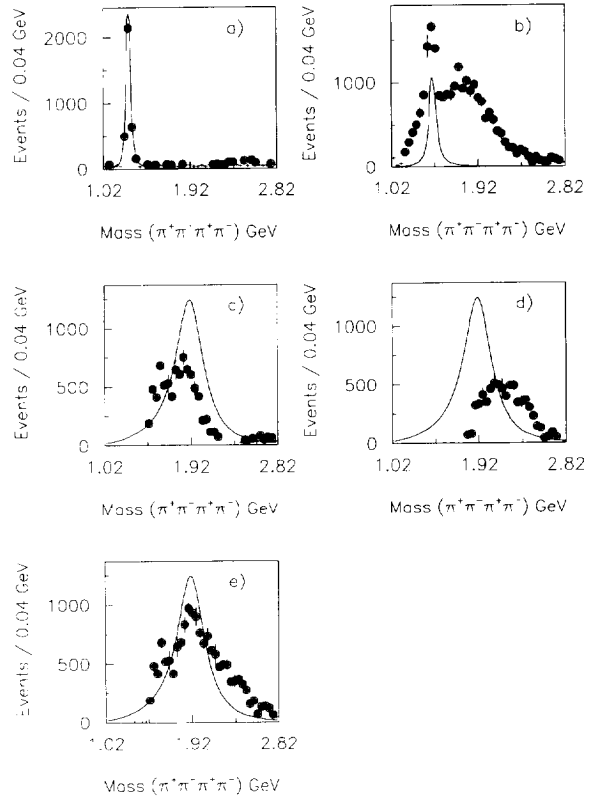 a)
Events / 0.04 GeV
2000
1000
0
1.02 1.92 2.82
Mass (π⁺π π⁺π⁻) GeV
b)
Events / 0.04 GeV
1000
0
1.02 1.92 2.82
Mass (π⁺π⁻π⁺π⁻) GeV
c)
Events / 0.04 GeV
1000
500
0
1.02 1.92 2.82
Mass (π⁺π⁻π⁺π⁻) GeV
d)
Events / 0.04 GeV
1000
500
0
1.02 1.92 2.82
Mass (π⁺π⁻π⁺π⁻) GeV
e)
Events / 0.04 GeV
1000
500
0
1.02 1.92 2.82
Mass (π⁺π⁻π⁺π⁻) GeV